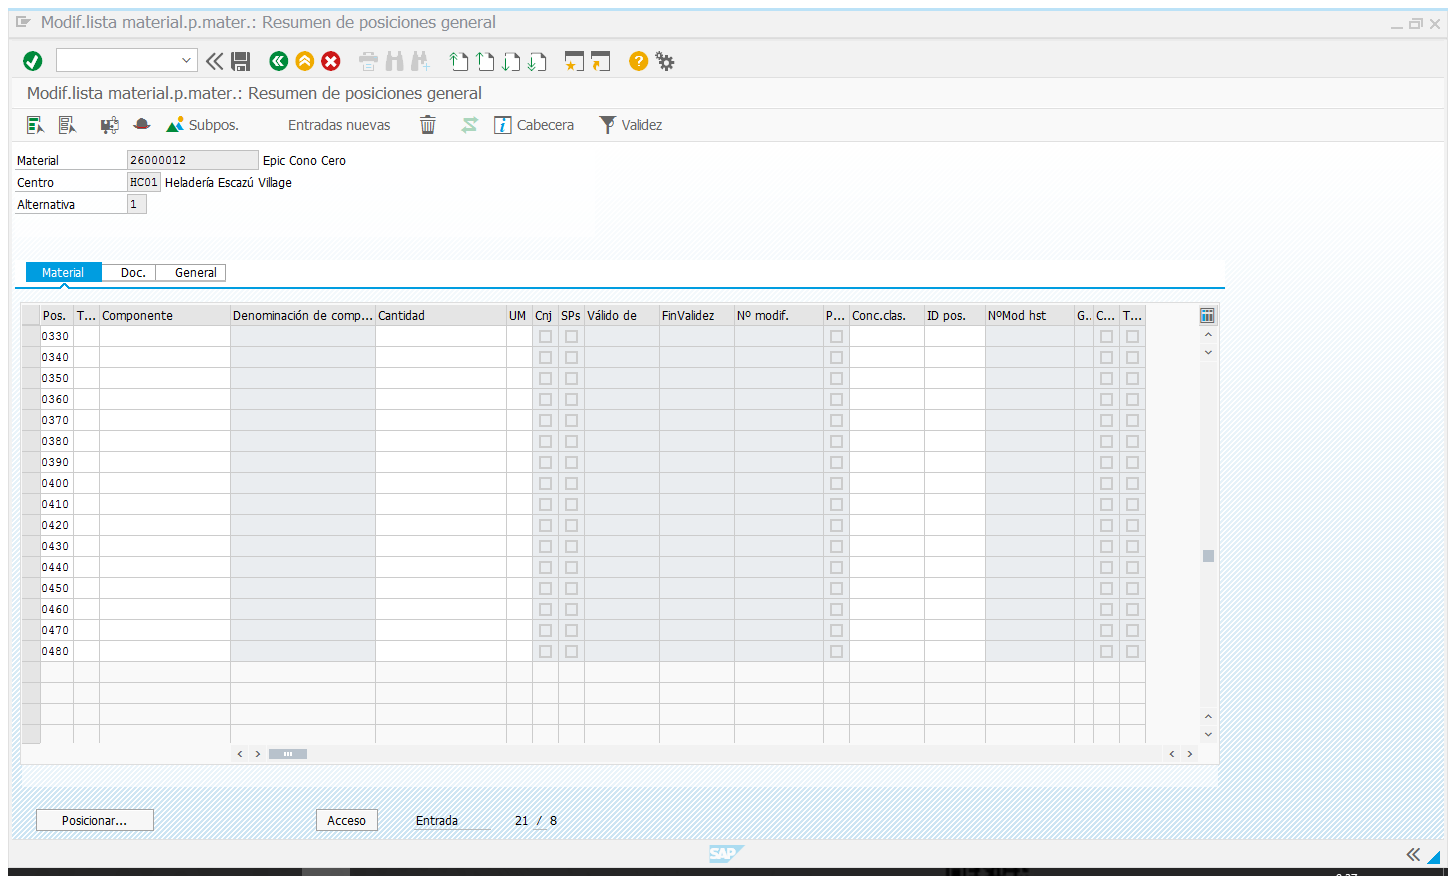 Modif.lista material.p.mater.: Resumen de posiciones general
Modif.lista material.p.mater.: Resumen de posiciones general
Subpos. Entradas nuevas Cabecera Validez
Material 26000012 Epic Cono Cero
Centro HC01 Heladería Escazú Village
Alternativa 1
Material Doc. General
Pos. T... Componente Denominación de comp... Cantidad UM Cnj SPs Válido de FinValidez Nº modif. P... Conc.clas. ID pos. NºMod hst G.. C... T...
0330
0340
0350
0360
0370
0380
0390
0400
0410
0420
0430
0440
0450
0460
0470
0480
Posicionar... Acceso Entrada 21 / 8
SAP